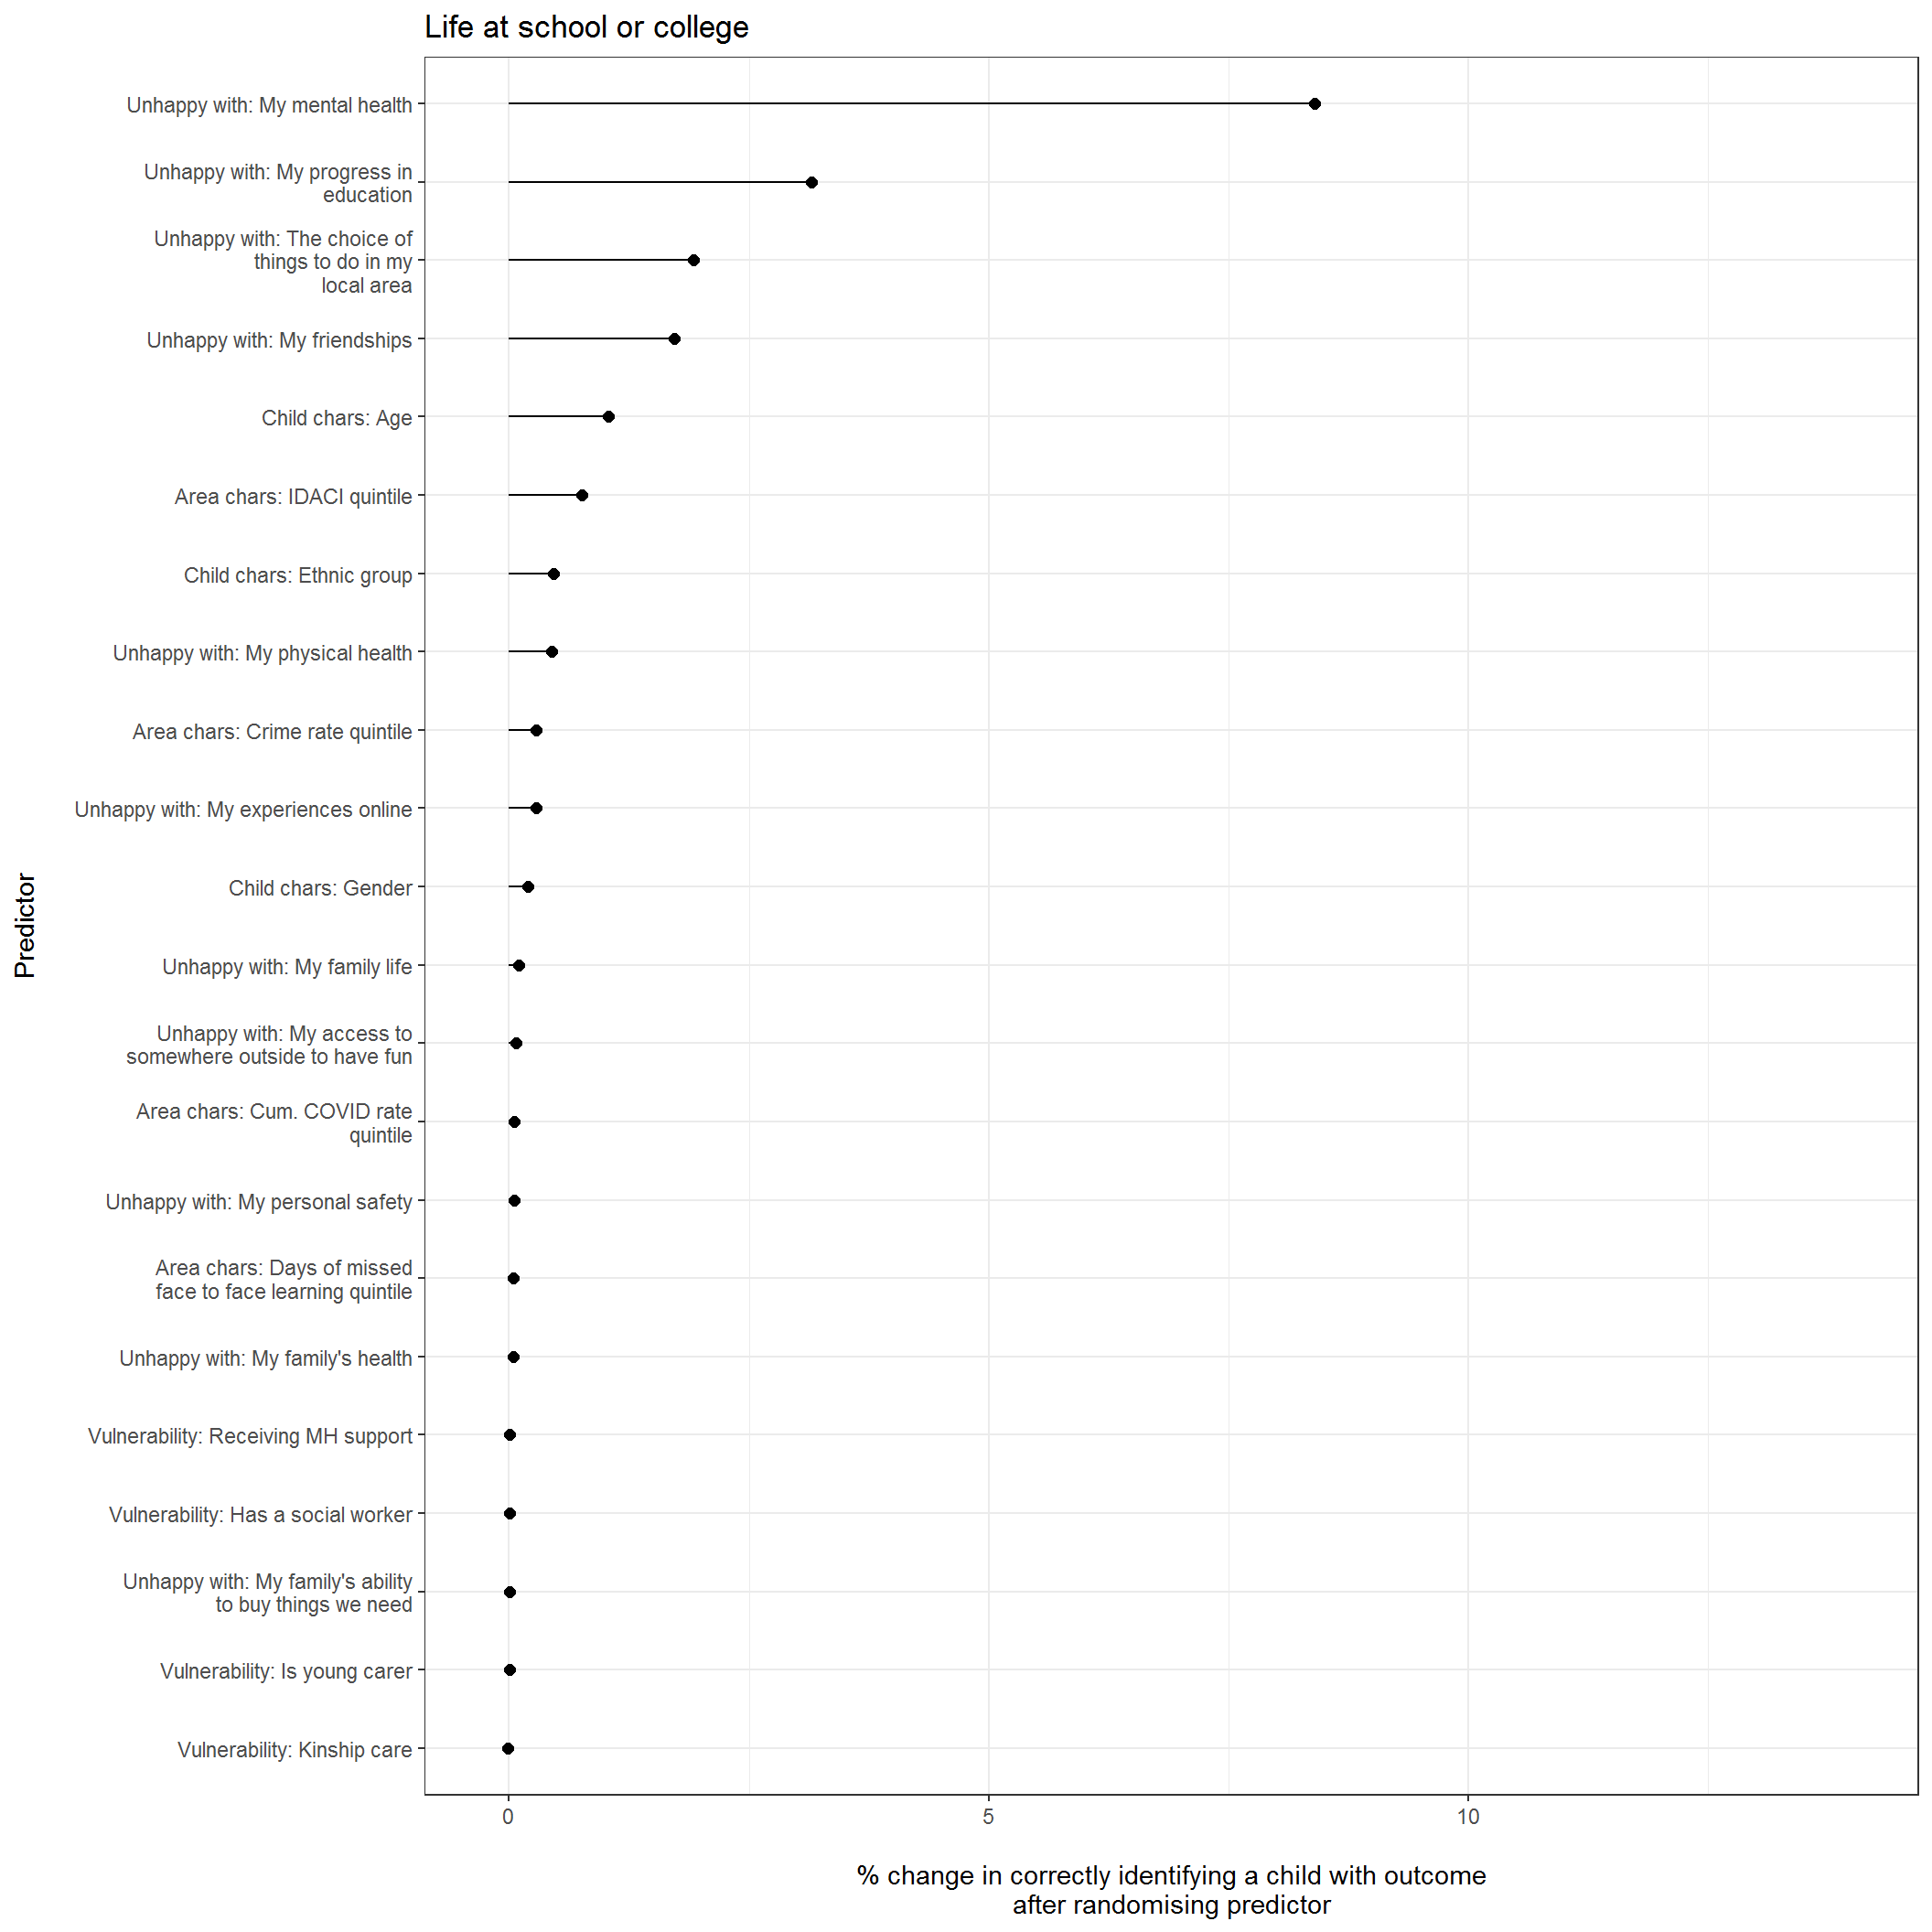 Life at school or college
Unhappy with: My mental health
Unhappy with: My progress in
education
Unhappy with: The choice of
things to do in my
local area
Unhappy with: My friendships
Child chars: Age
Area chars: IDACI quintile
Child chars: Ethnic group
Unhappy with: My physical health
Area chars: Crime rate quintile
Unhappy with: My experiences online
Child chars: Gender
Unhappy with: My family life
Unhappy with: My access to
somewhere outside to have fun
Area chars: Cum. COVID rate
quintile
Unhappy with: My personal safety
Area chars: Days of missed
face to face learning quintile
Unhappy with: My family's health
Vulnerability: Receiving MH support
Vulnerability: Has a social worker
Unhappy with: My family's ability
to buy things we need
Vulnerability: Is young carer
Vulnerability: Kinship care
Predictor
0 5 10
% change in correctly identifying a child with outcome
after randomising predictor